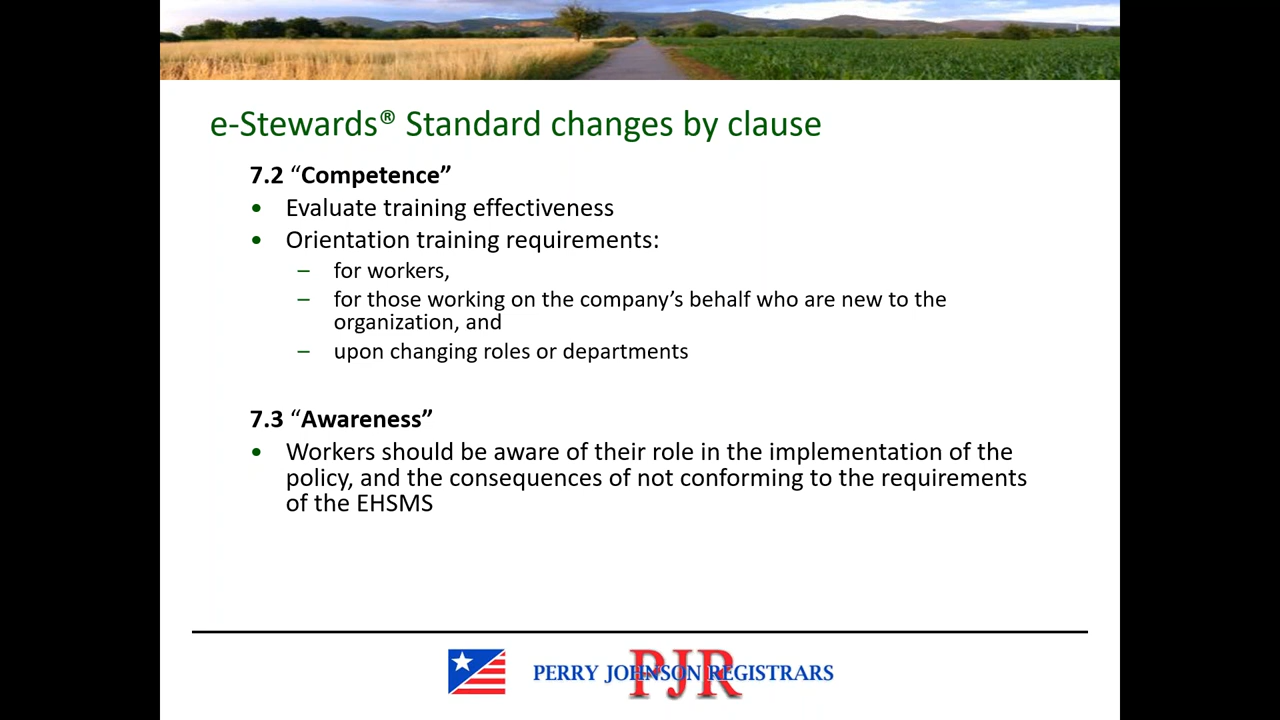 e-Stewards® Standard changes by clause
7.2 “Competence”
• Evaluate training effectiveness
• Orientation training requirements:
– for workers,
– for those working on the company’s behalf who are new to the
organization, and
– upon changing roles or departments
7.3 “Awareness”
• Workers should be aware of their role in the implementation of the
policy, and the consequences of not conforming to the requirements
of the EHSMS
PJR
PERRY JOHNSON REGISTRARS